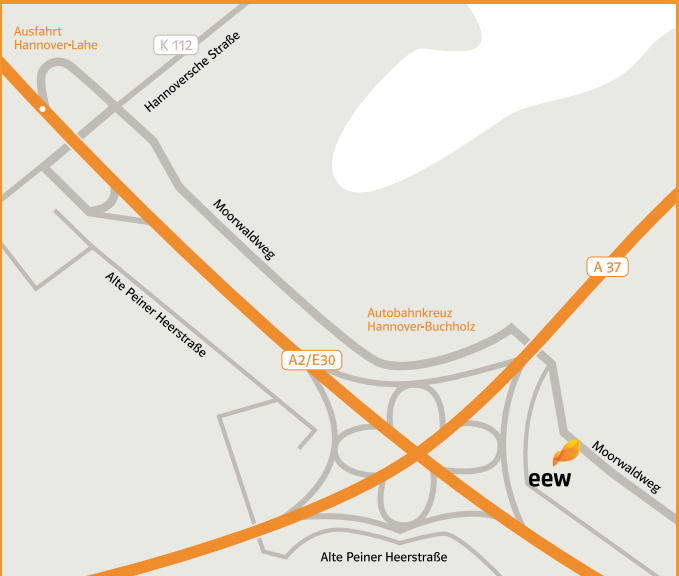 Ausfahrt
Hannover-Lahe
K 112
Hannoversche Straße
Moorwaldweg
A 37
Alte Peiner Heerstraße
Autobahnkreuz
Hannover-Buchholz
A2/E30
Moorwaldweg
eew
Alte Peiner Heerstraße